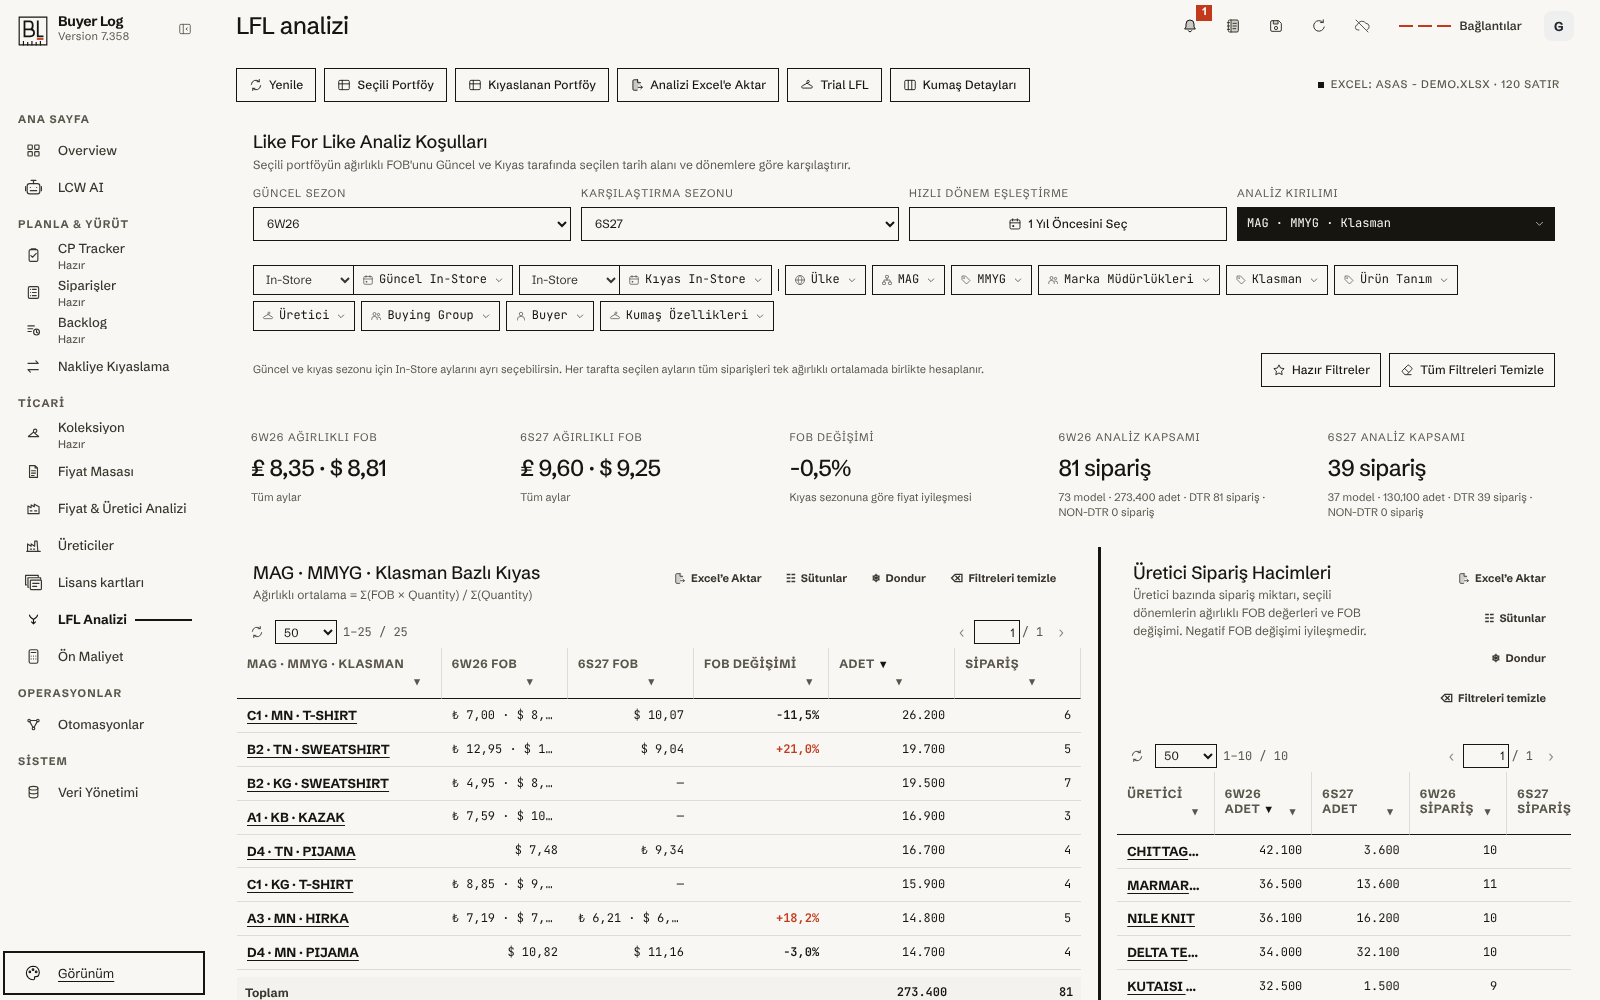 Buyer Log
Version 7.358
LFL analizi
1
Bağlantılar
G
Yenile
Seçili Portföy
Kıyaslanan Portföy
Analizi Excel'e Aktar
Trial LFL
Kumaş Detayları
EXCEL: ASAS - DEMO.XLSX · 120 SATIR
ANA SAYFA
Overview
LCW AI
PLANLA & YÜRÜT
CP Tracker
Hazır
Siparişler
Hazır
Backlog
Hazır
Nakliye Kıyaslama
TİCARİ
Koleksiyon
Hazır
Fiyat Masası
Fiyat & Üretici Analizi
Üreticiler
Lisans kartları
LFL Analizi
Ön Maliyet
OPERASYONLAR
Otomasyonlar
SİSTEM
Veri Yönetimi
Görünüm
Like For Like Analiz Koşulları
Seçili portföyün ağırlıklı FOB'unu Güncel ve Kıyas tarafında seçilen tarih alanı ve dönemlere göre karşılaştırır.
GÜNCEL SEZON
KARŞILAŞTIRMA SEZONU
HIZLI DÖNEM EŞLEŞTİRME
ANALİZ KIRILIMI
6W26
6S27
1 Yıl Öncesini Seç
MAG · MMYG · Klasman
In-Store
Güncel In-Store
In-Store
Kıyas In-Store
Ülke
MAG
MMYG
Marka Müdürlükleri
Klasman
Ürün Tanım
Üretici
Buying Group
Buyer
Kumaş Özellikleri
Güncel ve kıyas sezonu için In-Store aylarını ayrı seçebilirsin. Her tarafta seçilen ayların tüm siparişleri tek ağırlıklı ortalamada birlikte hesaplanır.
Hazır Filtreler
Tüm Filtreleri Temizle
6W26 AĞIRLIKLI FOB
₤ 8,35 · $ 8,81
Tüm aylar
6S27 AĞIRLIKLI FOB
₤ 9,60 · $ 9,25
Tüm aylar
FOB DEĞİŞİMİ
-0,5%
Kıyas sezonuna göre fiyat iyileşmesi
6W26 ANALİZ KAPSAMI
81 sipariş
73 model · 273.400 adet · DTR 81 sipariş ·
NON-DTR 0 sipariş
6S27 ANALİZ KAPSAMI
39 sipariş
37 model · 130.100 adet · DTR 39 sipariş ·
NON-DTR 0 sipariş
MAG · MMYG · Klasman Bazlı Kıyas
Ağırlıklı ortalama = Σ(FOB × Quantity) / Σ(Quantity)
Excel'e Aktar
Sütunlar
Dondur
Filtreleri temizle
50
1–25 / 25
‹ 1 / 1 ›
MAG · MMYG · KLASMAN ▼ 6W26 FOB ▼ 6S27 FOB ▼ FOB DEĞİŞİMİ ▼ ADET ▼ ▼ SİPARİŞ ▼
C1 · MN · T-SHIRT ₺ 7,00 · $ 8,… $ 10,07 -11,5% 26.200 6
B2 · TN · SWEATSHIRT ₺ 12,95 · $ 1… $ 9,04 +21,0% 19.700 5
B2 · KG · SWEATSHIRT ₺ 4,95 · $ 8,… — 19.500 7
A1 · KB · KAZAK ₺ 7,59 · $ 10… — 16.900 3
D4 · TN · PIJAMA $ 7,48 ₺ 9,34 16.700 4
C1 · KG · T-SHIRT ₺ 8,85 · $ 9,… — 15.900 4
A3 · MN · HIRKA ₺ 7,19 · $ 7,… ₺ 6,21 · $ 6,… +18,2% 14.800 5
D4 · MN · PIJAMA $ 10,82 $ 11,16 -3,0% 14.700 4
Toplam 273.400 81
Üretici Sipariş Hacimleri
Üretici bazında sipariş miktarı, seçili
dönemlerin ağırlıklı FOB değerleri ve FOB
değişimi. Negatif FOB değişimi iyileşmedir.
Excel'e Aktar
Sütunlar
Dondur
Filtreleri temizle
50
1–10 / 10
‹ 1 / 1 ›
ÜRETİCİ ▼ 6W26 ADET ▼ ▼ 6S27 ADET ▼ 6W26 SİPARİŞ ▼ 6S27 SİPARİŞ
CHITTAG… 42.100 3.600 10
MARMAR… 36.500 13.600 11
NILE KNIT 36.100 16.200 10
DELTA TE… 34.000 32.100 10
KUTAISI … 32.500 1.500 9